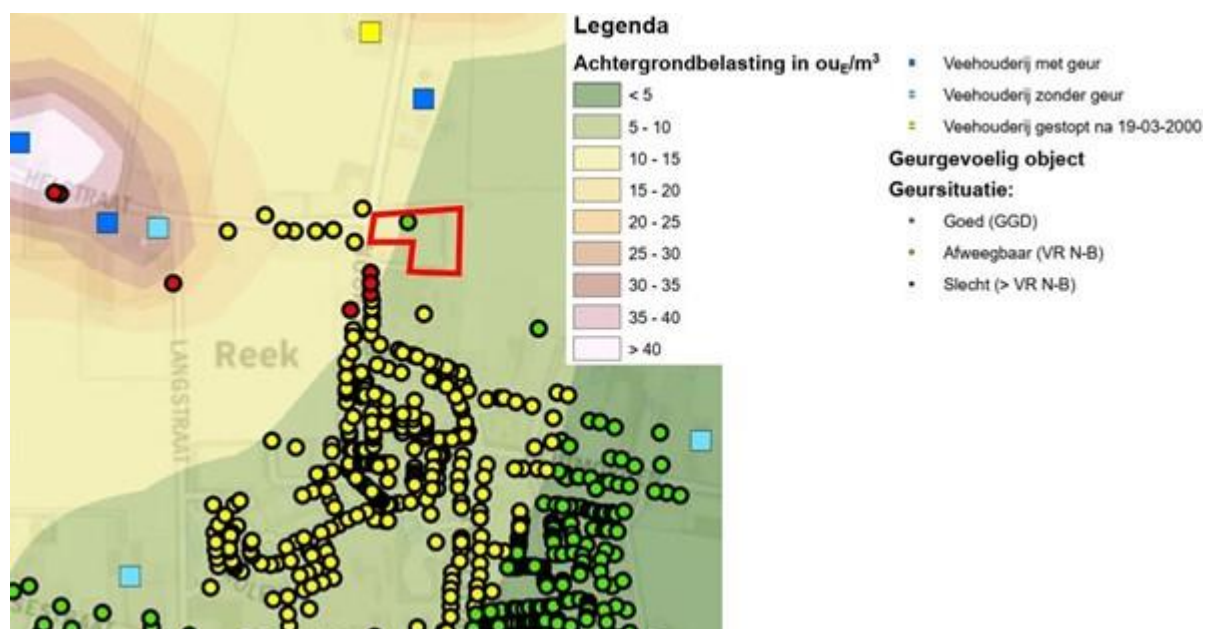 Legenda
Achtergrondbelasting in ouE/m³
< 5
5 - 10
10 - 15
15 - 20
20 - 25
25 - 30
30 - 35
35 - 40
> 40
Veehouderij met geur
Veehouderij zonder geur
Veehouderij gestopt na 19-03-2000
Geurgevoelig object
Geursituatie:
Goed (GGD)
Afweegbaar (VR N-B)
Slecht (> VR N-B)
HEISTRAAT
Reek
LANGSTRAAT